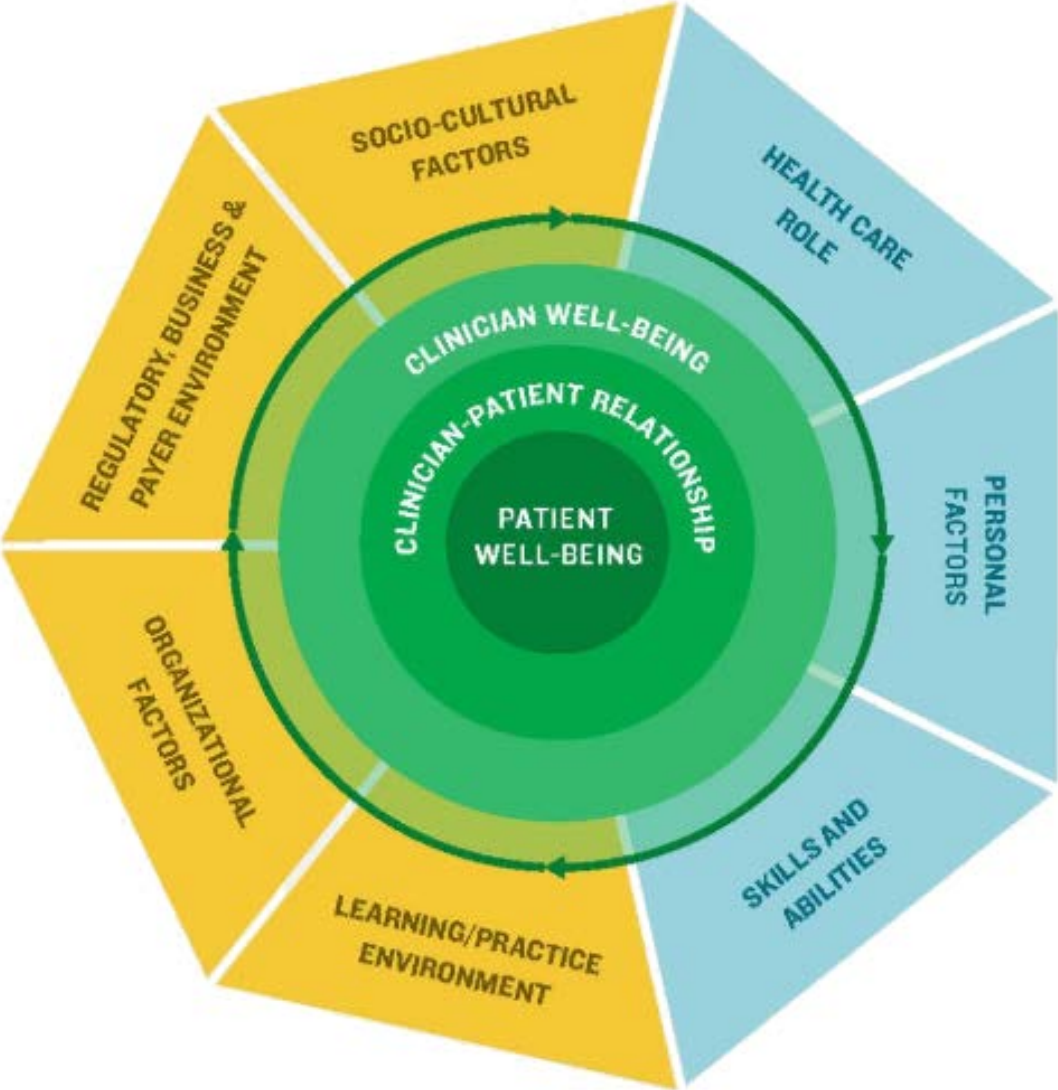 SOCIO-CULTURAL
FACTORS
HEALTH CARE
ROLE
PERSONAL
FACTORS
SKILLS AND
ABILITIES
LEARNING/PRACTICE
ENVIRONMENT
ORGANIZATIONAL
FACTORS
REGULATORY, BUSINESS &
PAYER ENVIRONMENT
CLINICIAN WELL-BEING
CLINICIAN-PATIENT RELATIONSHIP
PATIENT
WELL-BEING